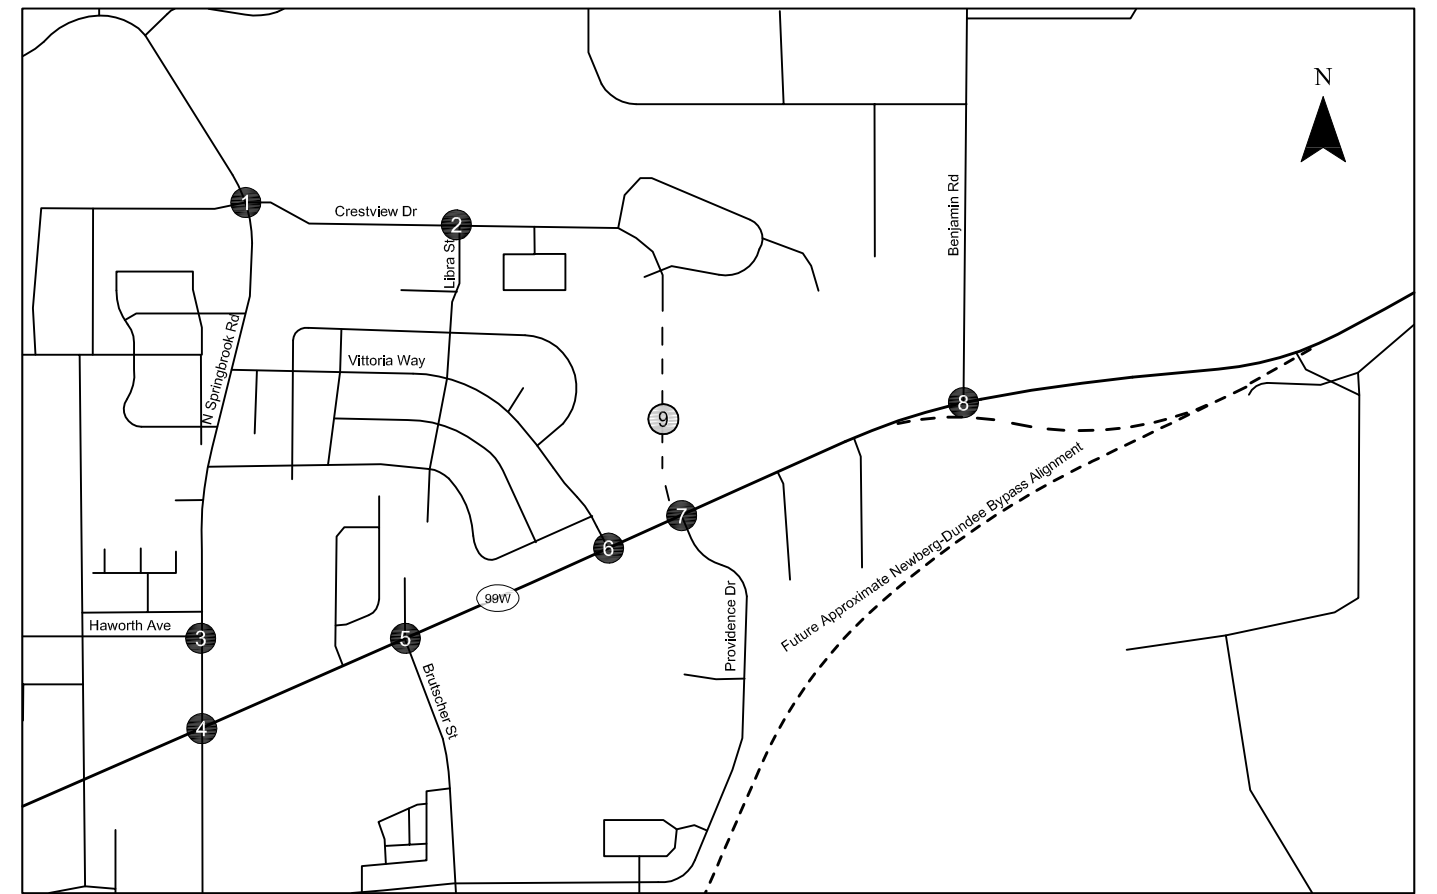 N
1
Crestview Dr
2
Libra St
Benjamin Rd
N Springbrook Rd
Vittoria Way
8
9
Future Approximate Newberg-Dundee Bypass Alignment
7
6
99W
Providence Dr
Haworth Ave
3
5
Brutscher St
4